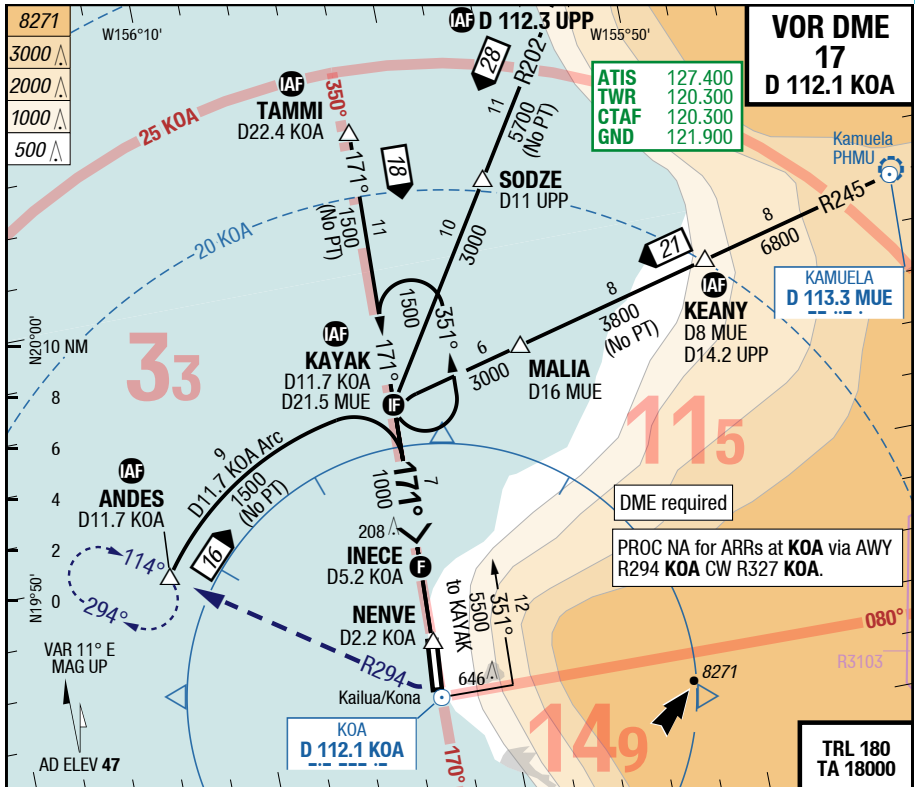 8271
3000
2000
1000
500
W156°10'
IAF D 112.3 UPP
W155°50'
VOR DME
17
D 112.1 KOA
ATIS 127.400
TWR 120.300
CTAF 120.300
GND 121.900
25 KOA
IAF
TAMMI
D22.4 KOA
350°
28
R202
11
5700
(No PT)
Kamuela
PHMU
171°
18
11
1500
(No PT)
SODZE
D11 UPP
20 KOA
10
3000
R245
8
6800
21
IAF
KEANY
D8 MUE
D14.2 UPP
KAMUELA
D 113.3 MUE
8
3800
(No PT)
1500
351°
N20°00'
10 NM
33
IAF
KAYAK
D11.7 KOA
D21.5 MUE
171°
6
3000
MALIA
D16 MUE
8
IF
115
6
9
D11.7 KOA Arc
1500
(No PT)
IAF
ANDES
D11.7 KOA
7
171°
1000
4
DME required
208
16
2
114°
INECE
D5.2 KOA
F
PROC NA for ARRs at KOA via AWY
R294 KOA CW R327 KOA.
N19°50'
0
294°
NENVE
D2.2 KOA
12
351°
5500
to KAYAK
080°
VAR 11° E
MAG UP
R294
R3103
646
8271
Kailua/Kona
KOA
D 112.1 KOA
149
170°
AD ELEV 47
TRL 180
TA 18000